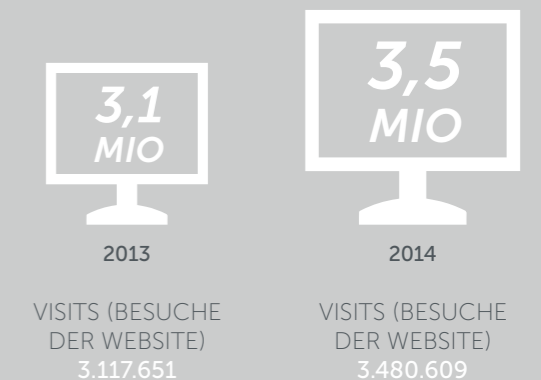 3,1
MIO
2013
VISITS (BESUCHE
DER WEBSITE)
3.117.651
3,5
MIO
2014
VISITS (BESUCHE
DER WEBSITE)
3.480.609